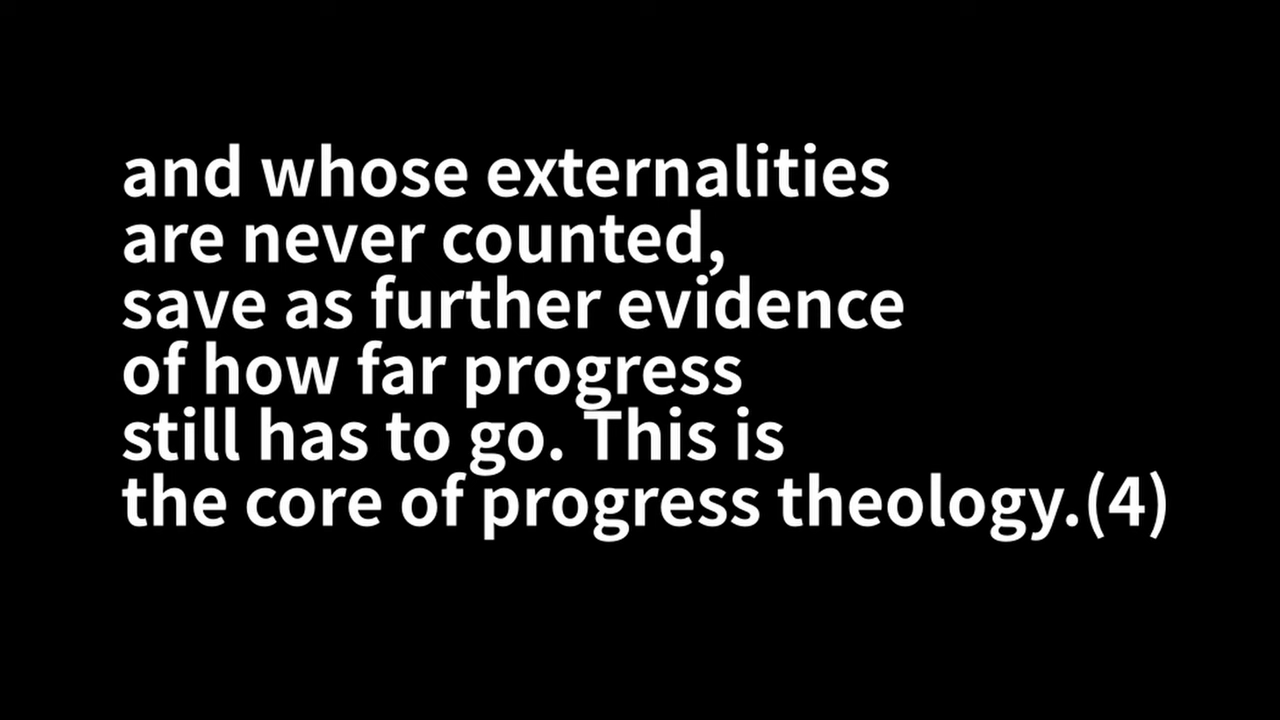 and whose externalities
are never counted,
save as further evidence
of how far progress
still has to go. This is
the core of progress theology.(4)